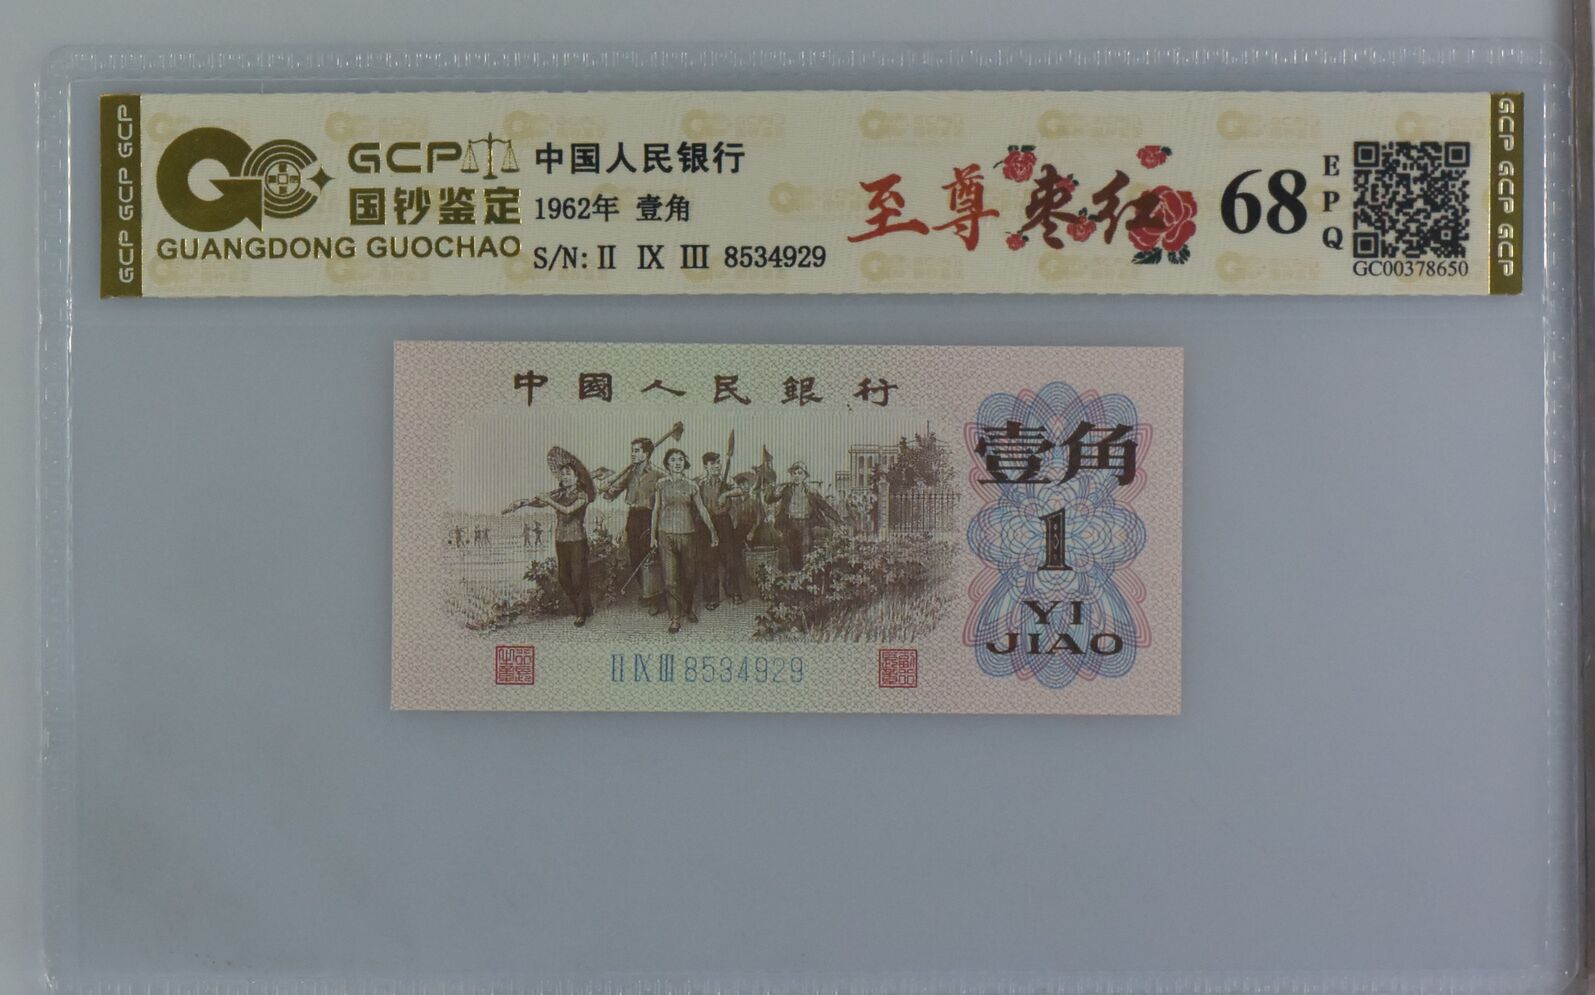 GCP GCP GCP
GCP
国钞鉴定
GUANGDONG GUOCHAO
中国人民银行
1962年 壹角
S/N: II IX III 8534929
至尊 枣红
68
EPQ
GC00378650
GCP GCP GCP
中國人民銀行
壹角
1
YI
JIAO
II IX III 8534929